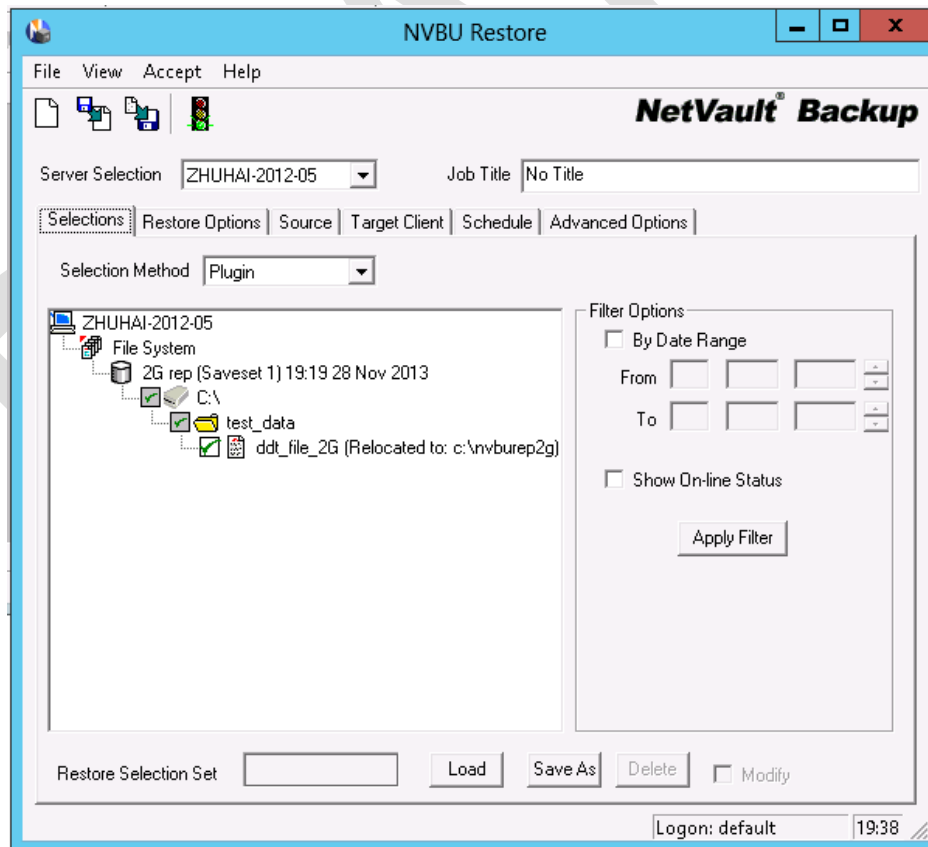 NVBU Restore
File View Accept Help
NetVault® Backup
Server Selection ZHUHAI-2012-05 Job Title No Title
Selections Restore Options Source Target Client Schedule Advanced Options
Selection Method Plugin
ZHUHAI-2012-05
File System
2G rep (Saveset 1) 19:19 28 Nov 2013
C:\
test_data
ddt_file_2G (Relocated to: c:\nvburep2g)
Filter Options
By Date Range
From
To
Show On-line Status
Apply Filter
Restore Selection Set Load Save As Delete Modify
Logon: default 19:38